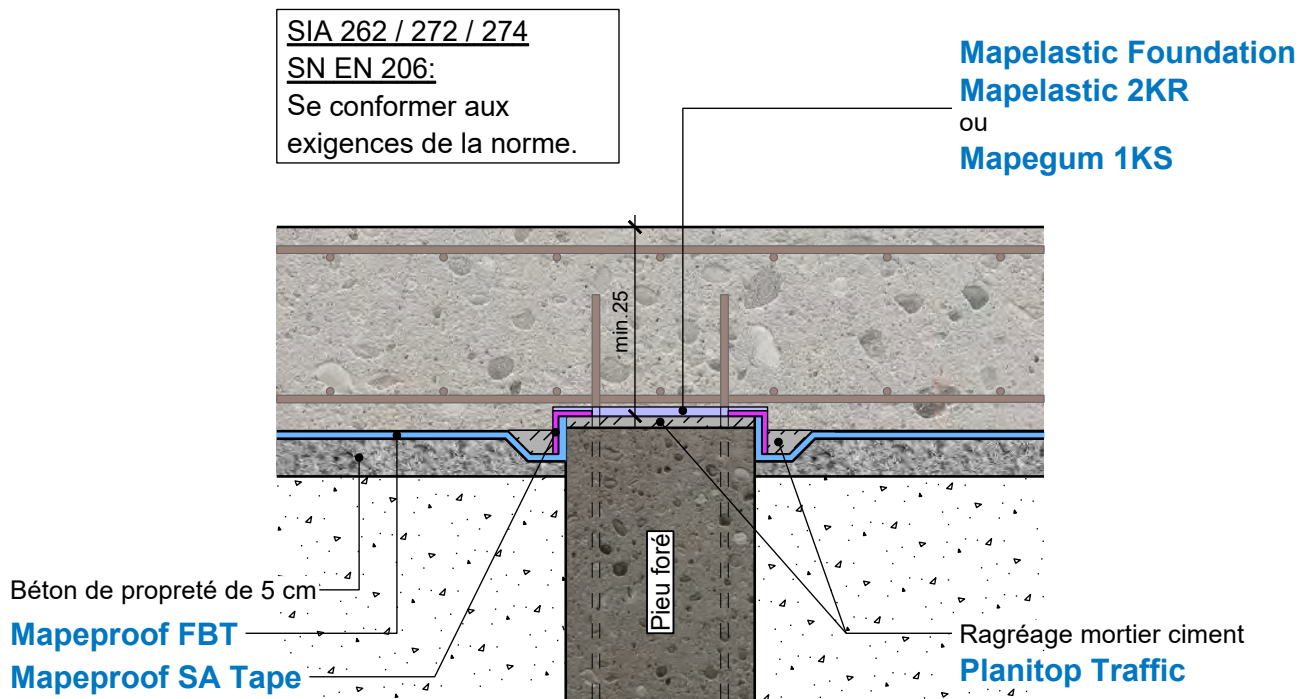 SIA 262 / 272 / 274
SN EN 206:
Se conformer aux
exigences de la norme.
Mapelastic Foundation
Mapelastic 2KR
ou
Mapegum 1KS
min.25
Pieu foré
Béton de propreté de 5 cm
Mapeproof FBT
Mapeproof SA Tape
Ragréage mortier ciment
Planitop Traffic